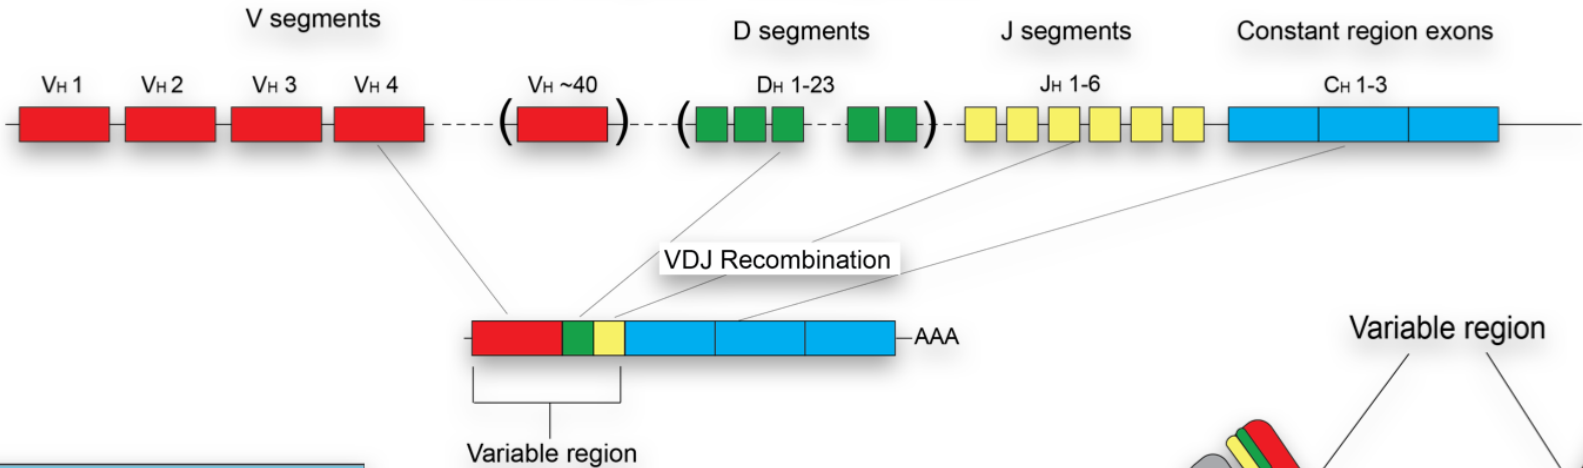 V segments
D segments
J segments
Constant region exons
VH 1
VH 2
VH 3
VH 4
( VH ~40 )
( DH 1-23 )
JH 1-6
CH 1-3
VDJ Recombination
AAA
Variable region
Variable region